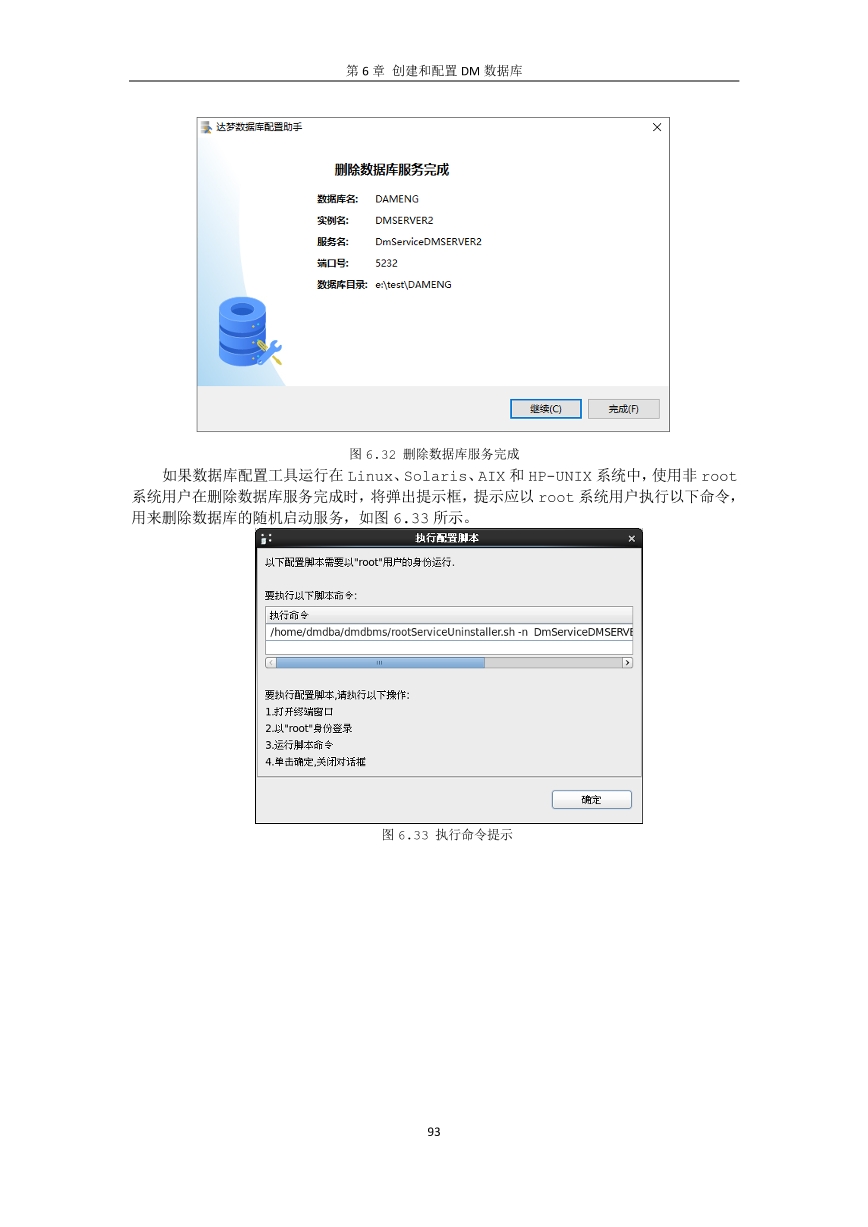 第 6 章 创建和配置 DM 数据库
达梦数据库配置助手
删除数据库服务完成
数据库名: DAMENG
实例名: DMSERVER2
服务名: DmServiceDMSERVER2
端口号: 5232
数据库目录: e:\test\DAMENG
继续(C) 完成(F)
图 6.32 删除数据库服务完成
如果数据库配置工具运行在 Linux、Solaris、AIX 和 HP-UNIX 系统中，使用非 root
系统用户在删除数据库服务完成时，将弹出提示框，提示应以 root 系统用户执行以下命令，
用来删除数据库的随机启动服务，如图 6.33 所示。
执行配置脚本
以下配置脚本需要以"root"用户的身份运行.
要执行以下脚本命令:
执行命令
/home/dmdba/dmdbms/rootServiceUninstaller.sh -n DmServiceDMSERVE
要执行配置脚本,请执行以下操作:
1.打开终端窗口
2.以"root"身份登录
3.运行脚本命令
4.单击确定,关闭对话框
确定
图 6.33 执行命令提示
93